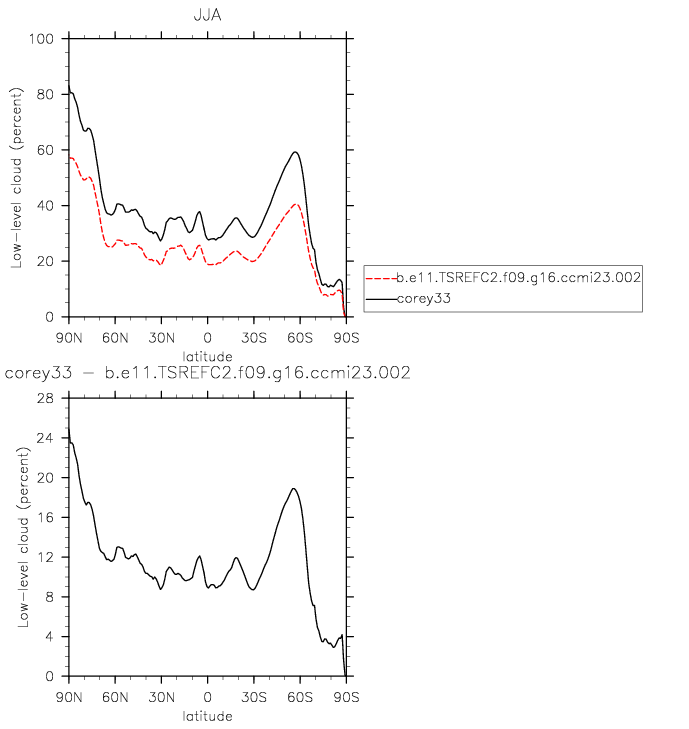 JJA
100
80
60
40
20
0
Low-level cloud (percent)
90N 60N 30N 0 30S 60S 90S
latitude
b.e11.TSREFC2.f09.g16.ccmi23.002
corey33
corey33 - b.e11.TSREFC2.f09.g16.ccmi23.002
28
24
20
16
12
8
4
0
Low-level cloud (percent)
90N 60N 30N 0 30S 60S 90S
latitude